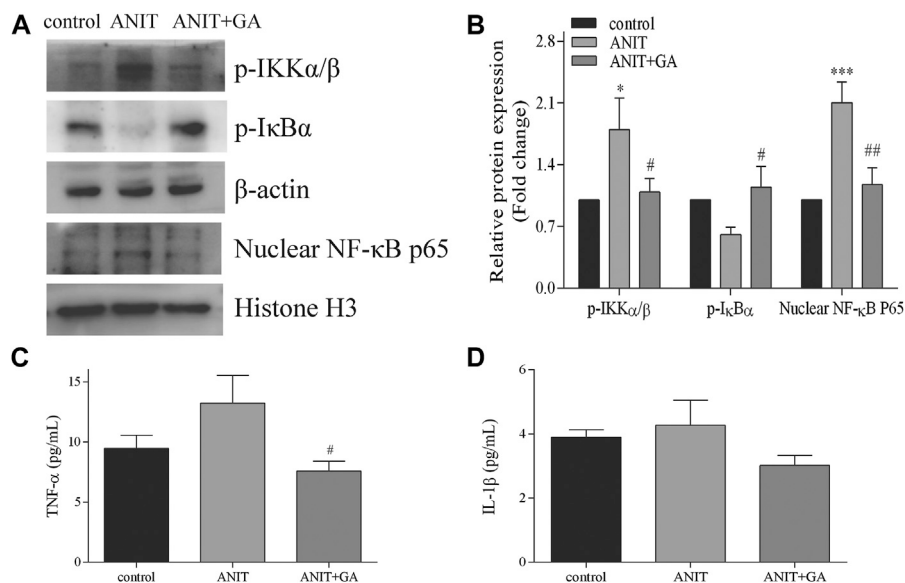 A
control ANIT ANIT+GA
p-IKKα/β
p-IκBα
β-actin
Nuclear NF-κB p65
Histone H3
B
control
ANIT
ANIT+GA
Relative protein expression
(Fold change)
2.8
2.1
1.4
0.7
0.0
* # # *** ##
p-IKKα/β p-IκBα Nuclear NF-κB P65
C
TNF-α (pg/mL)
15
10
5
0
#
control ANIT ANIT+GA
D
IL-1β (pg/mL)
6
4
2
0
control ANIT ANIT+GA